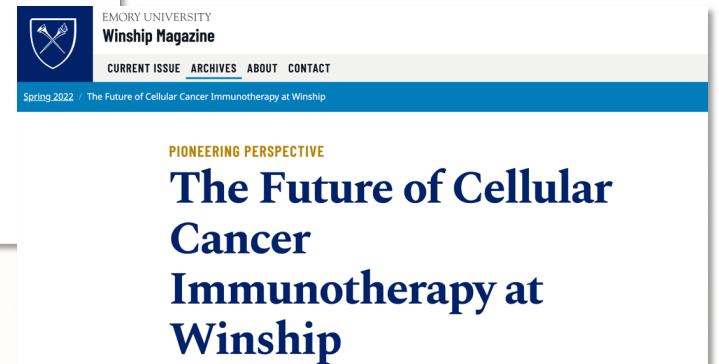 EMORY UNIVERSITY
Winship Magazine
CURRENT ISSUE ARCHIVES ABOUT CONTACT
Spring 2022 / The Future of Cellular Cancer Immunotherapy at Winship
PIONEERING PERSPECTIVE
The Future of Cellular
Cancer
Immunotherapy at
Winship